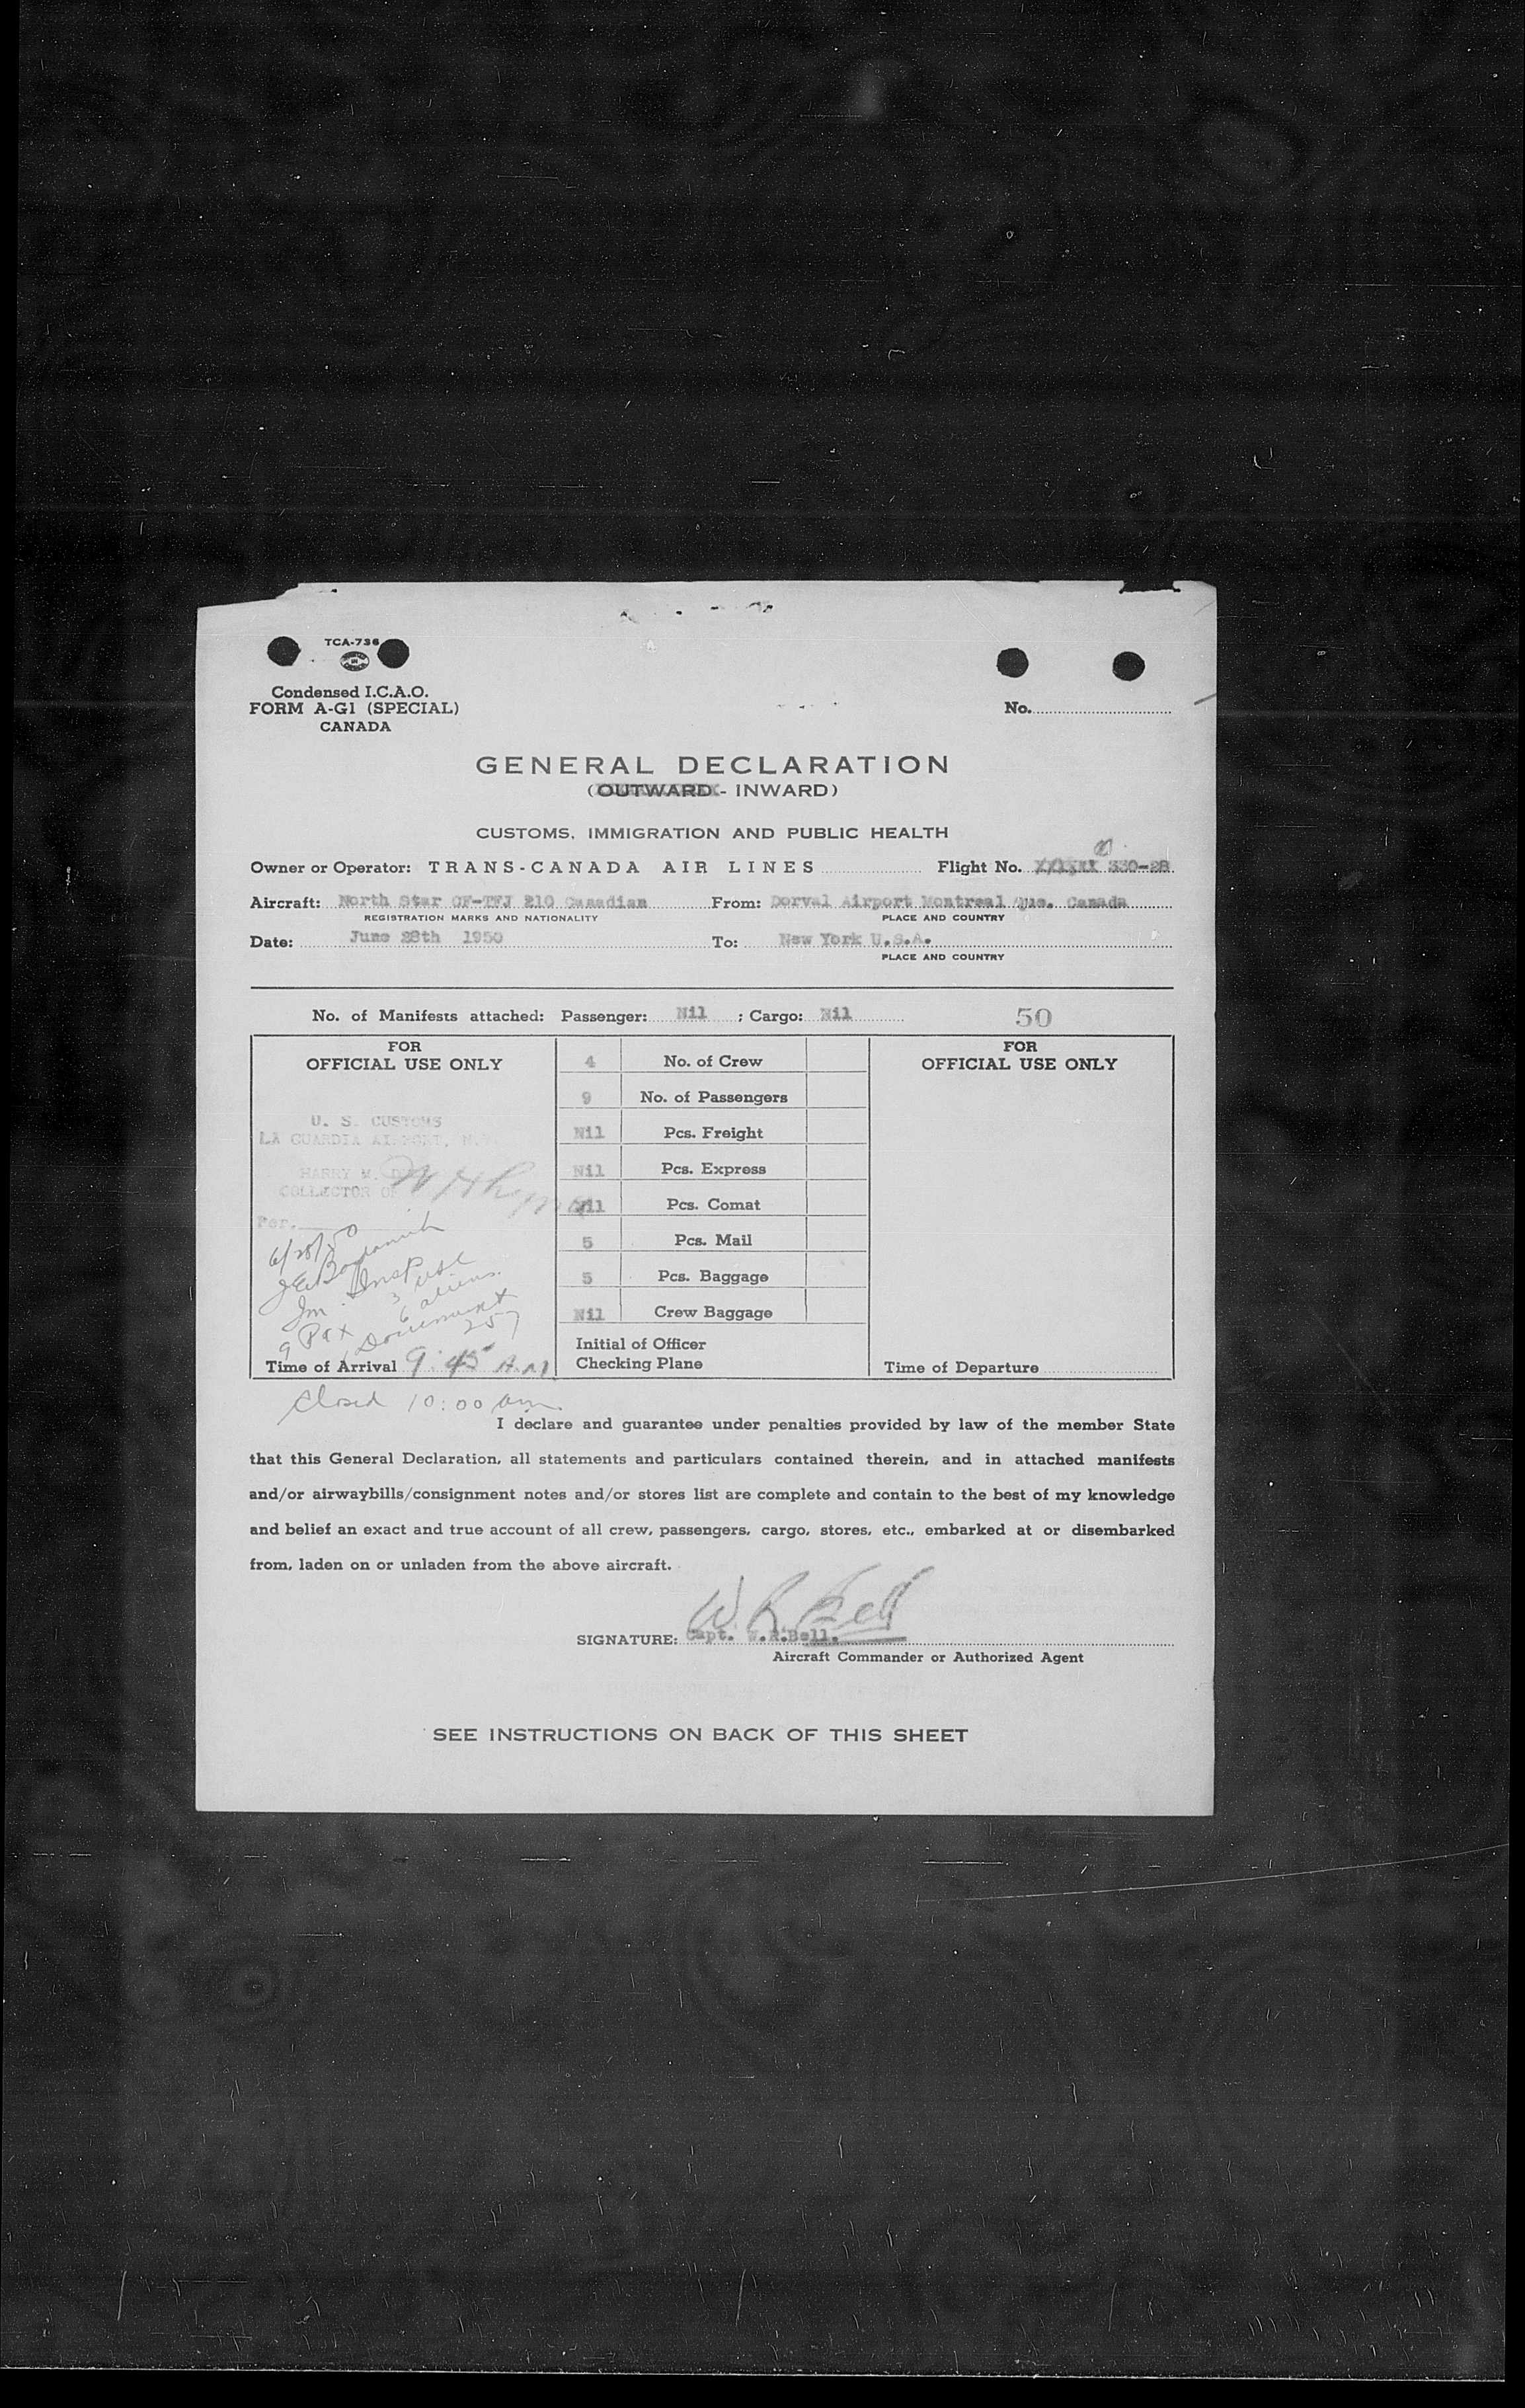 TCA-736
Condensed I.C.A.O.
FORM A-G1 (SPECIAL)
CANADA
No.
GENERAL DECLARATION
(OUTWARD - INWARD)
CUSTOMS, IMMIGRATION AND PUBLIC HEALTH
Owner or Operator: TRANS-CANADA AIR LINES Flight No. 330-28
Aircraft: North Star CF-TFJ 210 Canadian From: Dorval Airport Montreal Que. Canada
REGISTRATION MARKS AND NATIONALITY PLACE AND COUNTRY
Date: June 28th 1950 To: New York U.S.A.
PLACE AND COUNTRY
No. of Manifests attached: Passenger: Nil ; Cargo: Nil 50
FOR
OFFICIAL USE ONLY
U. S. CUSTOMS
LA GUARDIA AIRPORT, N.Y.
HARRY M.
COLLECTOR OF
Per.
6/28/50
Insp
3 USC
Im. 6 aliens
9 Pax 1 Document
257
Time of Arrival 9:45 A.M.
4 No. of Crew
9 No. of Passengers
Nil Pcs. Freight
Nil Pcs. Express
Nil Pcs. Comat
5 Pcs. Mail
5 Pcs. Baggage
Nil Crew Baggage
Initial of Officer
Checking Plane
FOR
OFFICIAL USE ONLY
Time of Departure
Closed 10:00 am.
I declare and guarantee under penalties provided by law of the member State
that this General Declaration, all statements and particulars contained therein, and in attached manifests
and/or airwaybills/consignment notes and/or stores list are complete and contain to the best of my knowledge
and belief an exact and true account of all crew, passengers, cargo, stores, etc., embarked at or disembarked
from, laden on or unladen from the above aircraft.
W R Bell
SIGNATURE: Capt. W.R.Bell.
Aircraft Commander or Authorized Agent
SEE INSTRUCTIONS ON BACK OF THIS SHEET